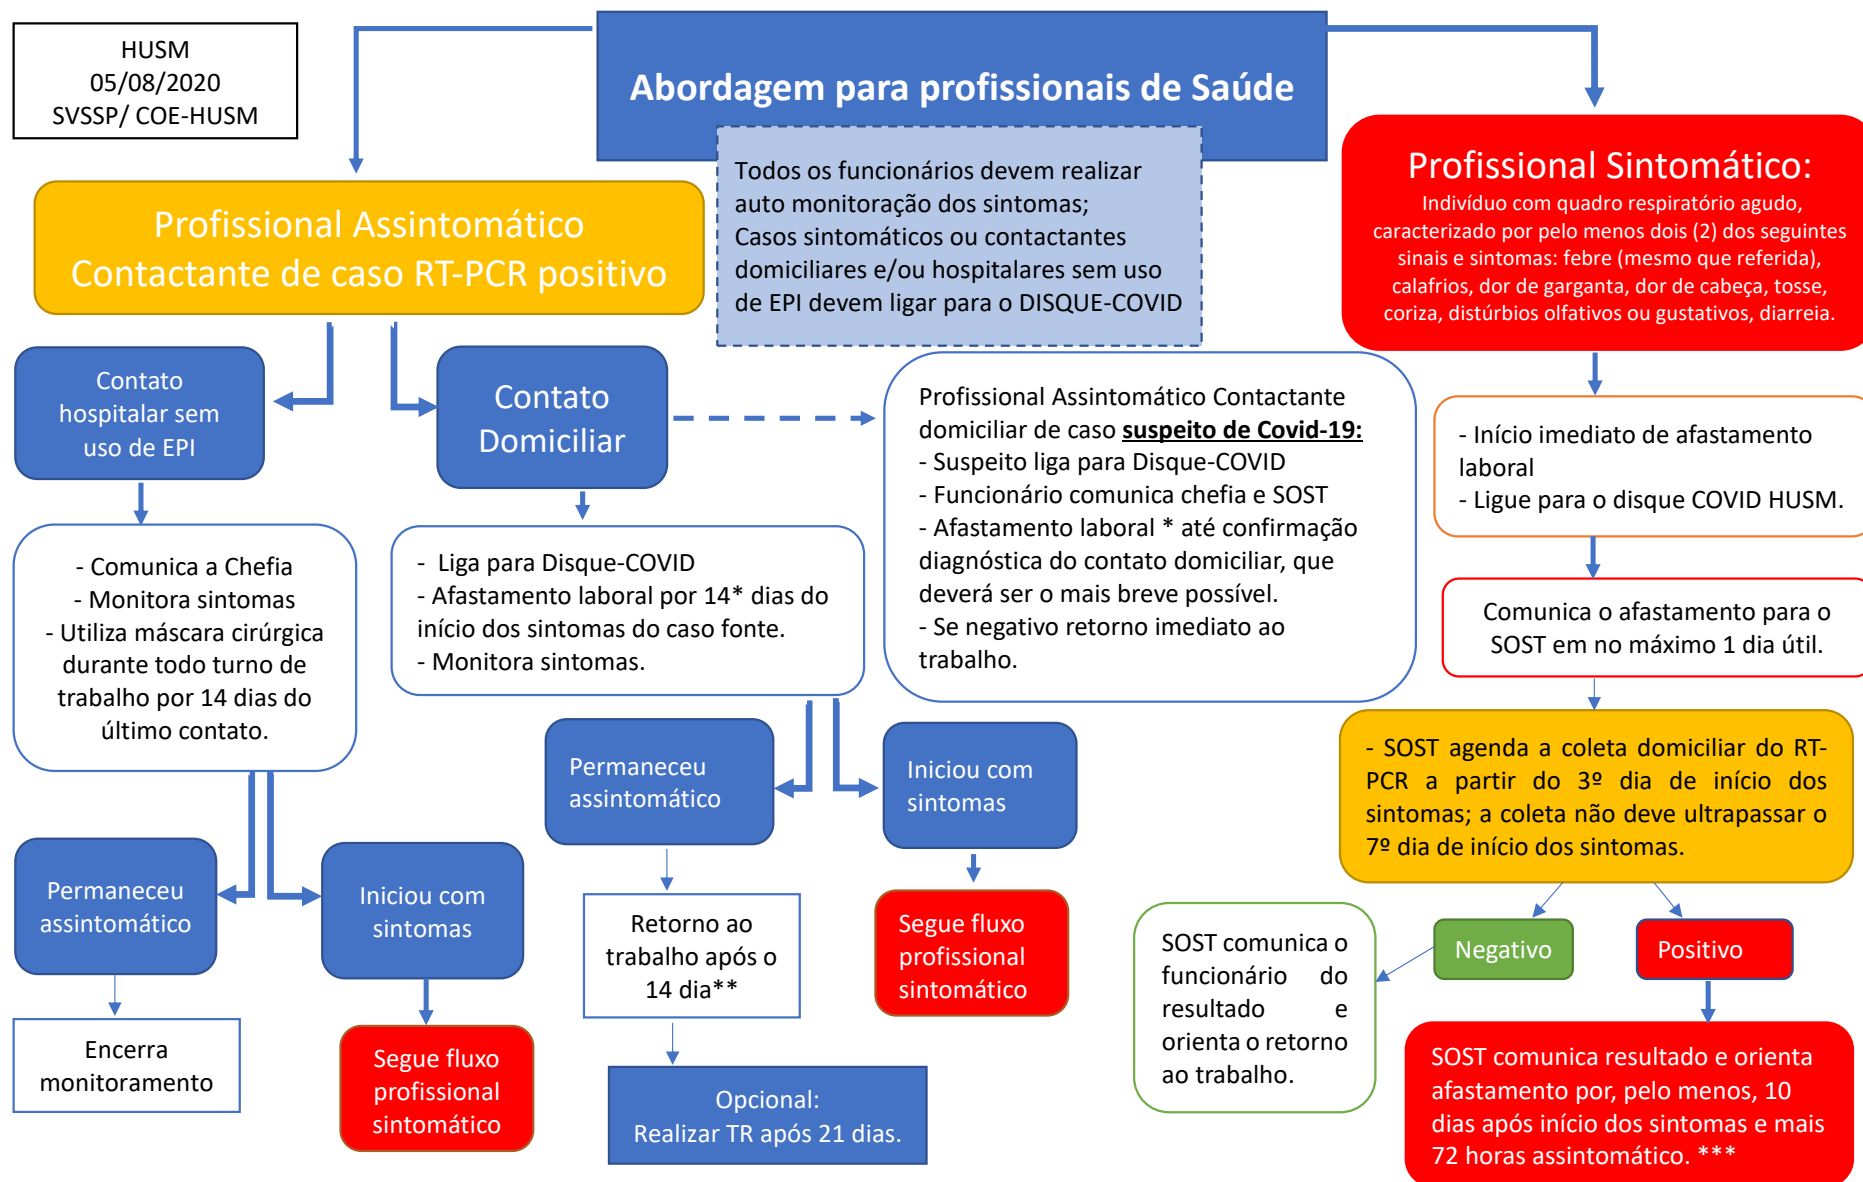 HUSM
05/08/2020
SVSSP/ COE-HUSM
Abordagem para profissionais de Saúde
Todos os funcionários devem realizar
auto monitoração dos sintomas;
Casos sintomáticos ou contactantes
domiciliares e/ou hospitalares sem uso
de EPI devem ligar para o DISQUE-COVID
Profissional Assintomático
Contactante de caso RT-PCR positivo
Profissional Sintomático:
Indivíduo com quadro respiratório agudo,
caracterizado por pelo menos dois (2) dos seguintes
sinais e sintomas: febre (mesmo que referida),
calafrios, dor de garganta, dor de cabeça, tosse,
coriza, distúrbios olfativos ou gustativos, diarreia.
Contato
hospitalar sem
uso de EPI
Contato
Domiciliar
Profissional Assintomático Contactante
domiciliar de caso suspeito de Covid-19:
- Suspeito liga para Disque-COVID
- Funcionário comunica chefia e SOST
- Afastamento laboral * até confirmação
diagnóstica do contato domiciliar, que
deverá ser o mais breve possível.
- Se negativo retorno imediato ao
trabalho.
- Início imediato de afastamento
laboral
- Ligue para o disque COVID HUSM.
- Comunica a Chefia
- Monitora sintomas
- Utiliza máscara cirúrgica
durante todo turno de
trabalho por 14 dias do
último contato.
- Liga para Disque-COVID
- Afastamento laboral por 14* dias do
início dos sintomas do caso fonte.
- Monitora sintomas.
Comunica o afastamento para o
SOST em no máximo 1 dia útil.
Permaneceu
assintomático
Iniciou com
sintomas
- SOST agenda a coleta domiciliar do RT-
PCR a partir do 3º dia de início dos
sintomas; a coleta não deve ultrapassar o
7º dia de início dos sintomas.
Permaneceu
assintomático
Iniciou com
sintomas
Retorno ao
trabalho após o
14 dia**
Segue fluxo
profissional
sintomático
SOST comunica o
funcionário do
resultado e
orienta o retorno
ao trabalho.
Negativo
Positivo
Encerra
monitoramento
Segue fluxo
profissional
sintomático
Opcional:
Realizar TR após 21 dias.
SOST comunica resultado e orienta
afastamento por, pelo menos, 10
dias após início dos sintomas e mais
72 horas assintomático. ***